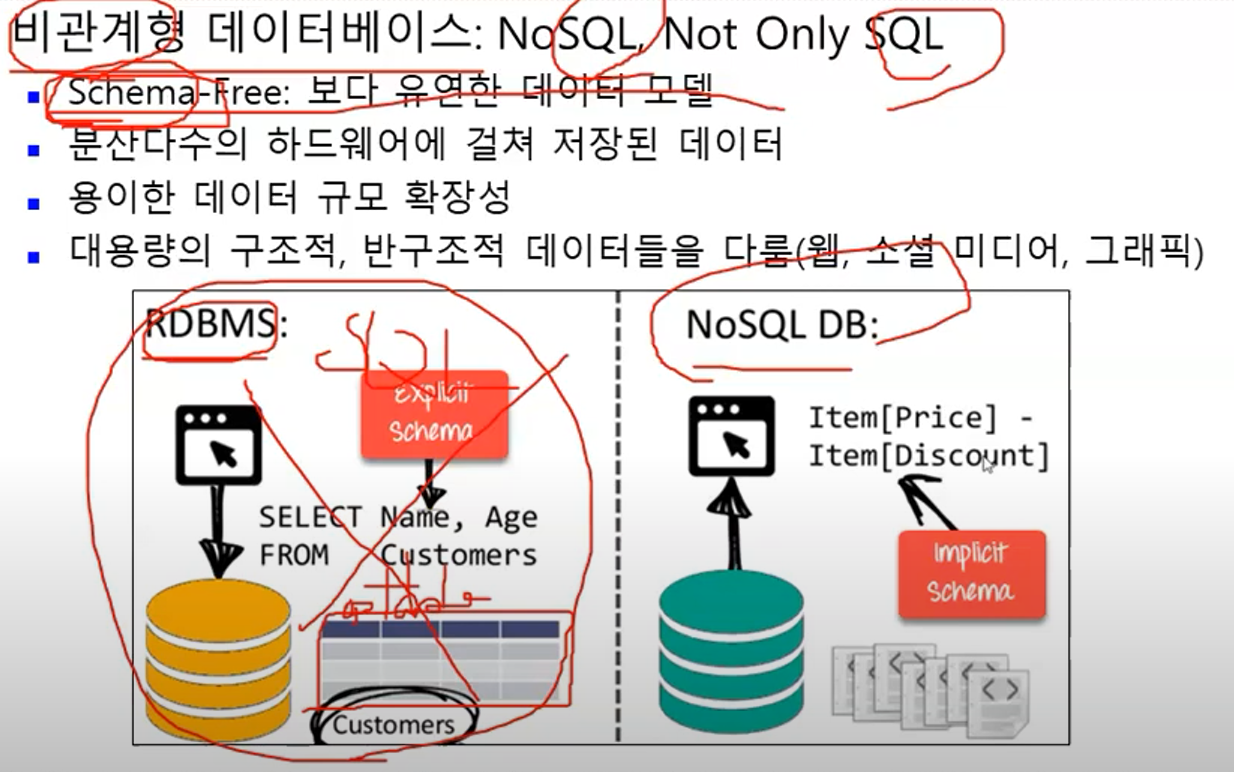 비관계형 데이터베이스: NoSQL, Not Only SQL
Schema-Free: 보다 유연한 데이터 모델
분산다수의 하드웨어에 걸쳐 저장된 데이터
용이한 데이터 규모 확장성
대용량의 구조적, 반구조적 데이터들을 다룸(웹, 소셜 미디어, 그래픽)
RDBMS:
Explicit
Schema
SELECT Name, Age
FROM Customers
Customers
NoSQL DB:
Item[Price] -
Item[Discount]
Implicit
Schema